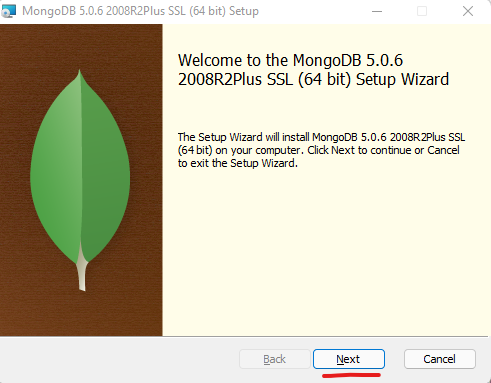 MongoDB 5.0.6 2008R2Plus SSL (64 bit) Setup
Welcome to the MongoDB 5.0.6
2008R2Plus SSL (64 bit) Setup Wizard
The Setup Wizard will install MongoDB 5.0.6 2008R2Plus SSL
(64 bit) on your computer. Click Next to continue or Cancel
to exit the Setup Wizard.
Back Next Cancel